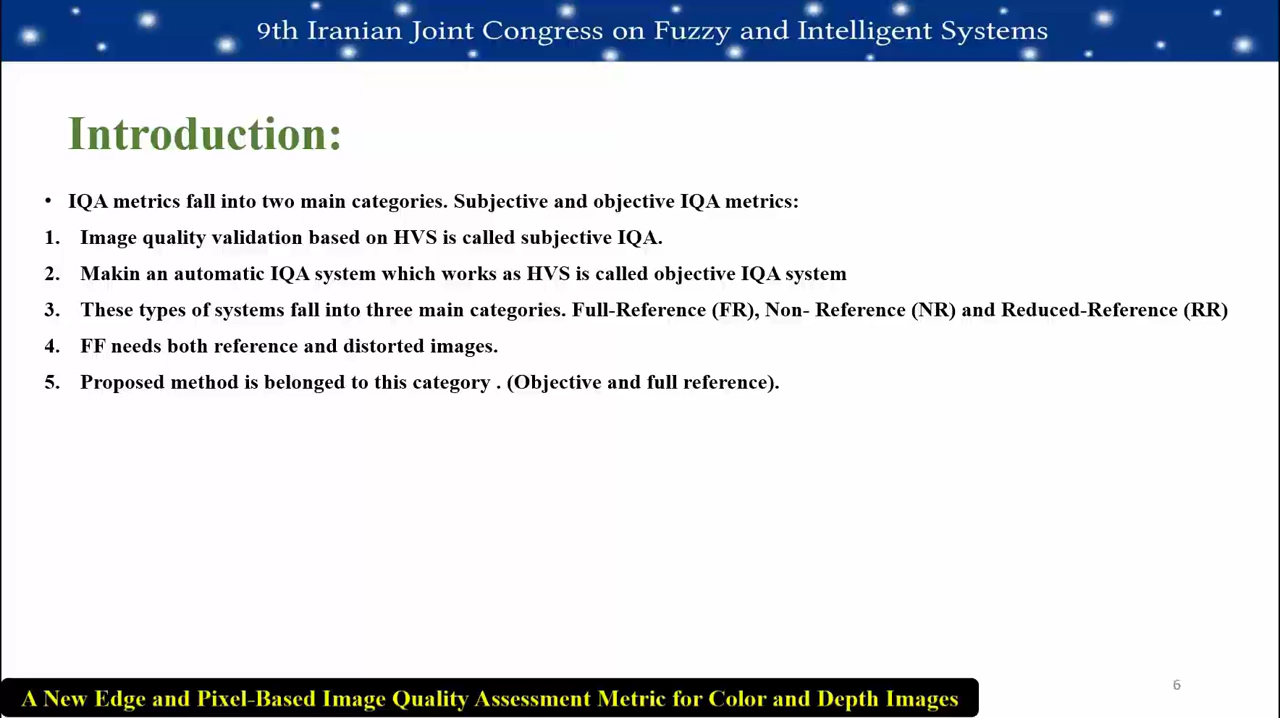 9th Iranian Joint Congress on Fuzzy and Intelligent Systems
Introduction:
• IQA metrics fall into two main categories. Subjective and objective IQA metrics:
1. Image quality validation based on HVS is called subjective IQA.
2. Makin an automatic IQA system which works as HVS is called objective IQA system
3. These types of systems fall into three main categories. Full-Reference (FR), Non- Reference (NR) and Reduced-Reference (RR)
4. FF needs both reference and distorted images.
5. Proposed method is belonged to this category . (Objective and full reference).
6
A New Edge and Pixel-Based Image Quality Assessment Metric for Color and Depth Images